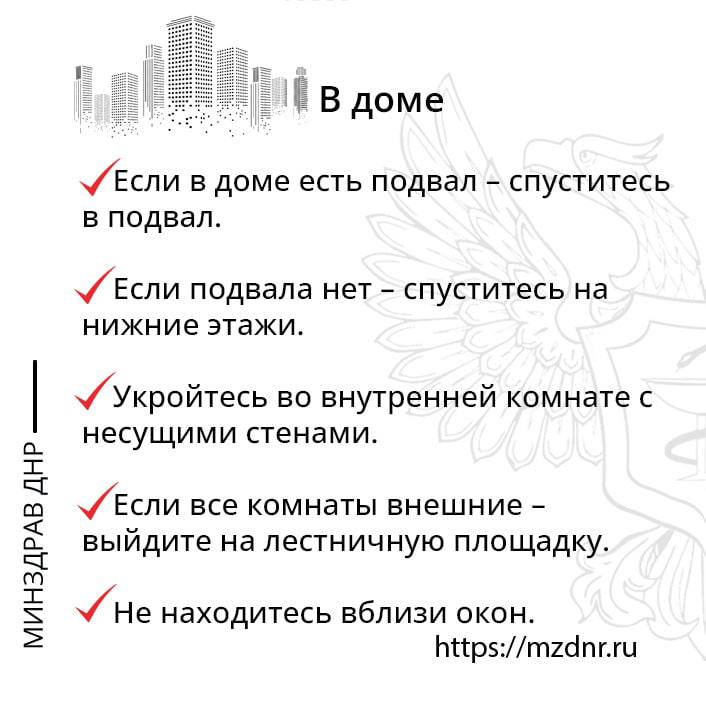 В доме
Если в доме есть подвал – спуститесь
в подвал.
Если подвала нет – спуститесь на
нижние этажи.
Укройтесь во внутренней комнате с
несущими стенами.
Если все комнаты внешние –
выйдите на лестничную площадку.
Не находитесь вблизи окон.
https://mzdnr.ru
МИНЗДРАВ ДНР